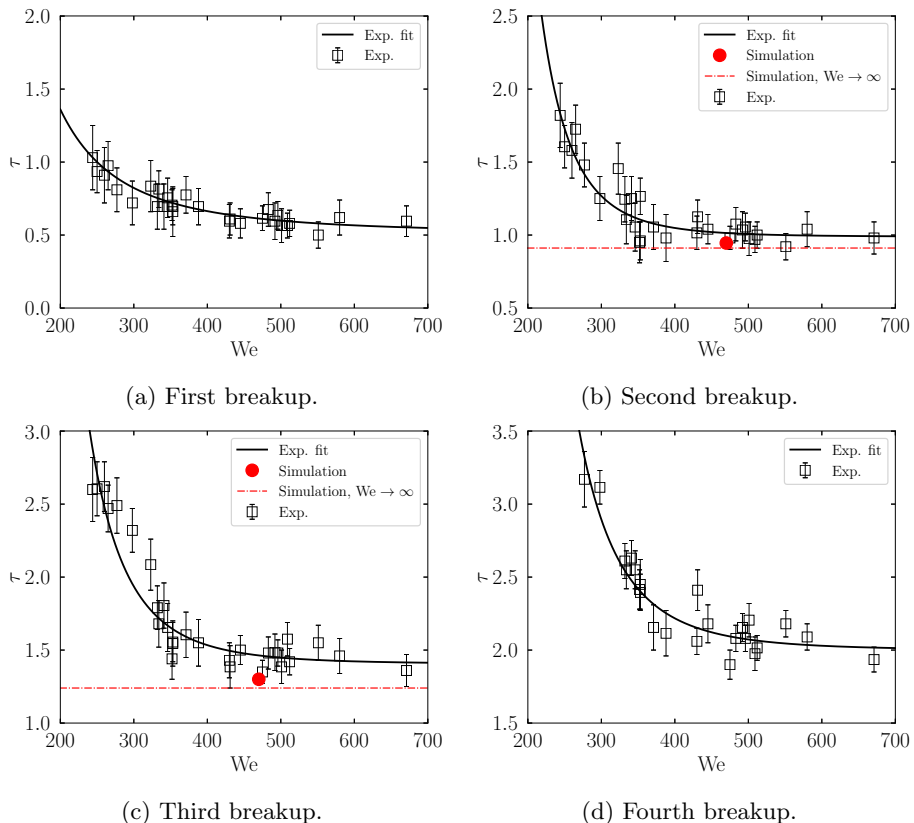 2.0
1.5
1.0
0.5
0.0
τ
200 300 400 500 600 700
We
Exp. fit
Exp.
(a) First breakup.
2.5
2.0
1.5
1.0
0.5
τ
200 300 400 500 600 700
We
Exp. fit
Simulation
Simulation, We → ∞
Exp.
(b) Second breakup.
3.0
2.5
2.0
1.5
1.0
τ
200 300 400 500 600 700
We
Exp. fit
Simulation
Simulation, We → ∞
Exp.
(c) Third breakup.
3.5
3.0
2.5
2.0
1.5
τ
200 300 400 500 600 700
We
Exp. fit
Exp.
(d) Fourth breakup.